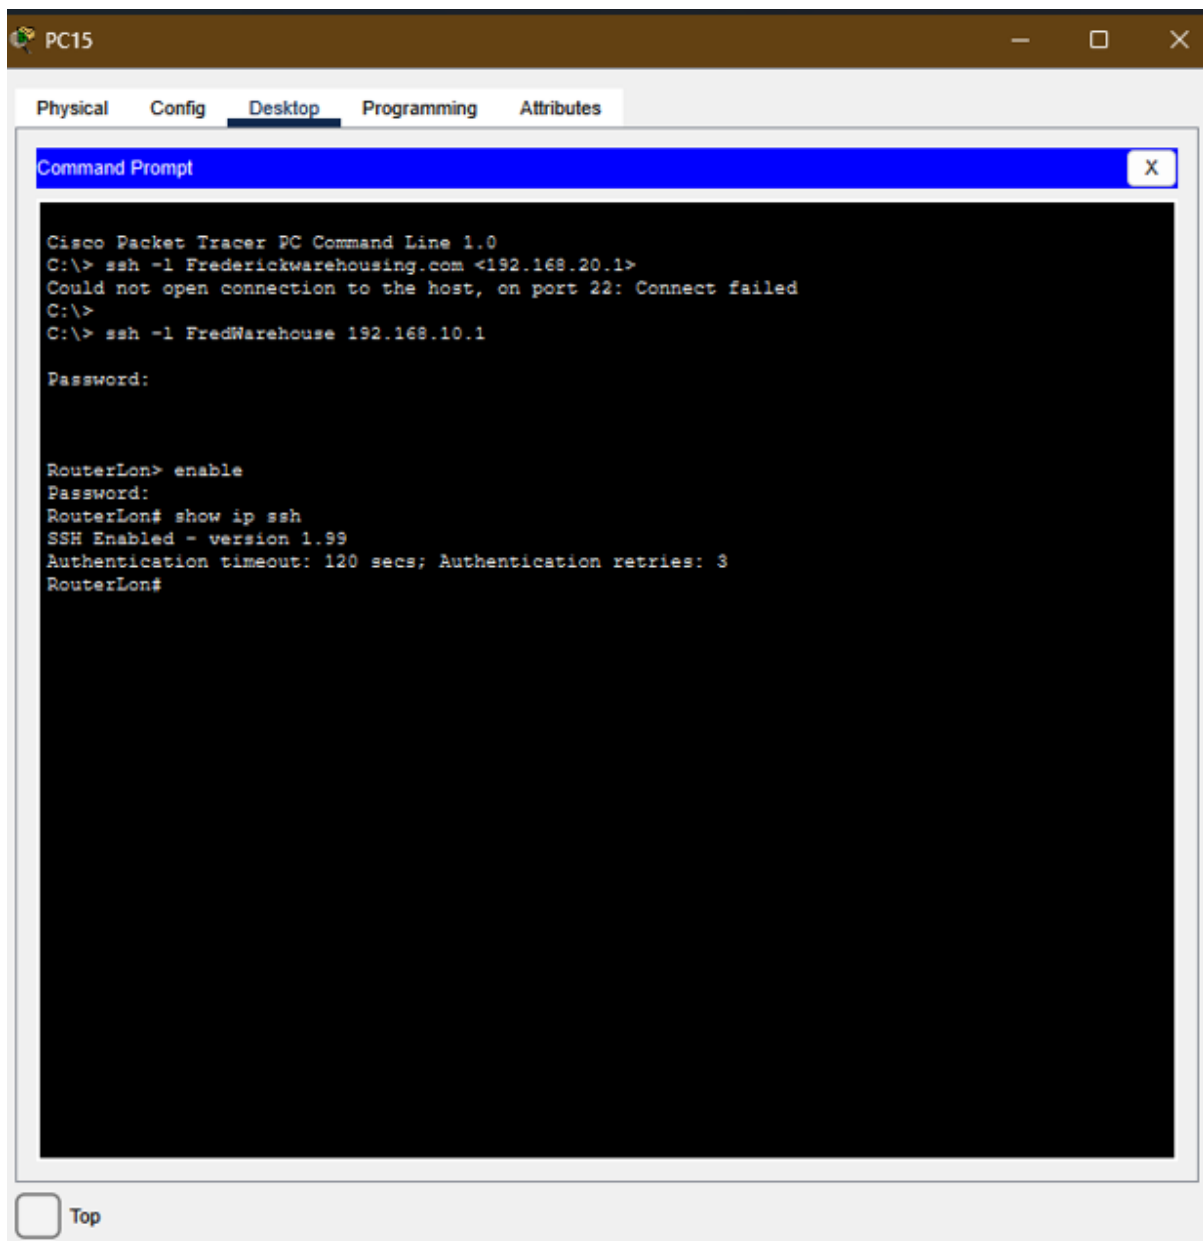 PC15
Physical Config Desktop Programming Attributes
Command Prompt X
Cisco Packet Tracer PC Command Line 1.0
C:\> ssh -l Frederickwarehousing.com <192.168.20.1>
Could not open connection to the host, on port 22: Connect failed
C:\>
C:\> ssh -l FredWarehouse 192.168.10.1
Password:
RouterLon> enable
Password:
RouterLon# show ip ssh
SSH Enabled - version 1.99
Authentication timeout: 120 secs; Authentication retries: 3
RouterLon#
Top